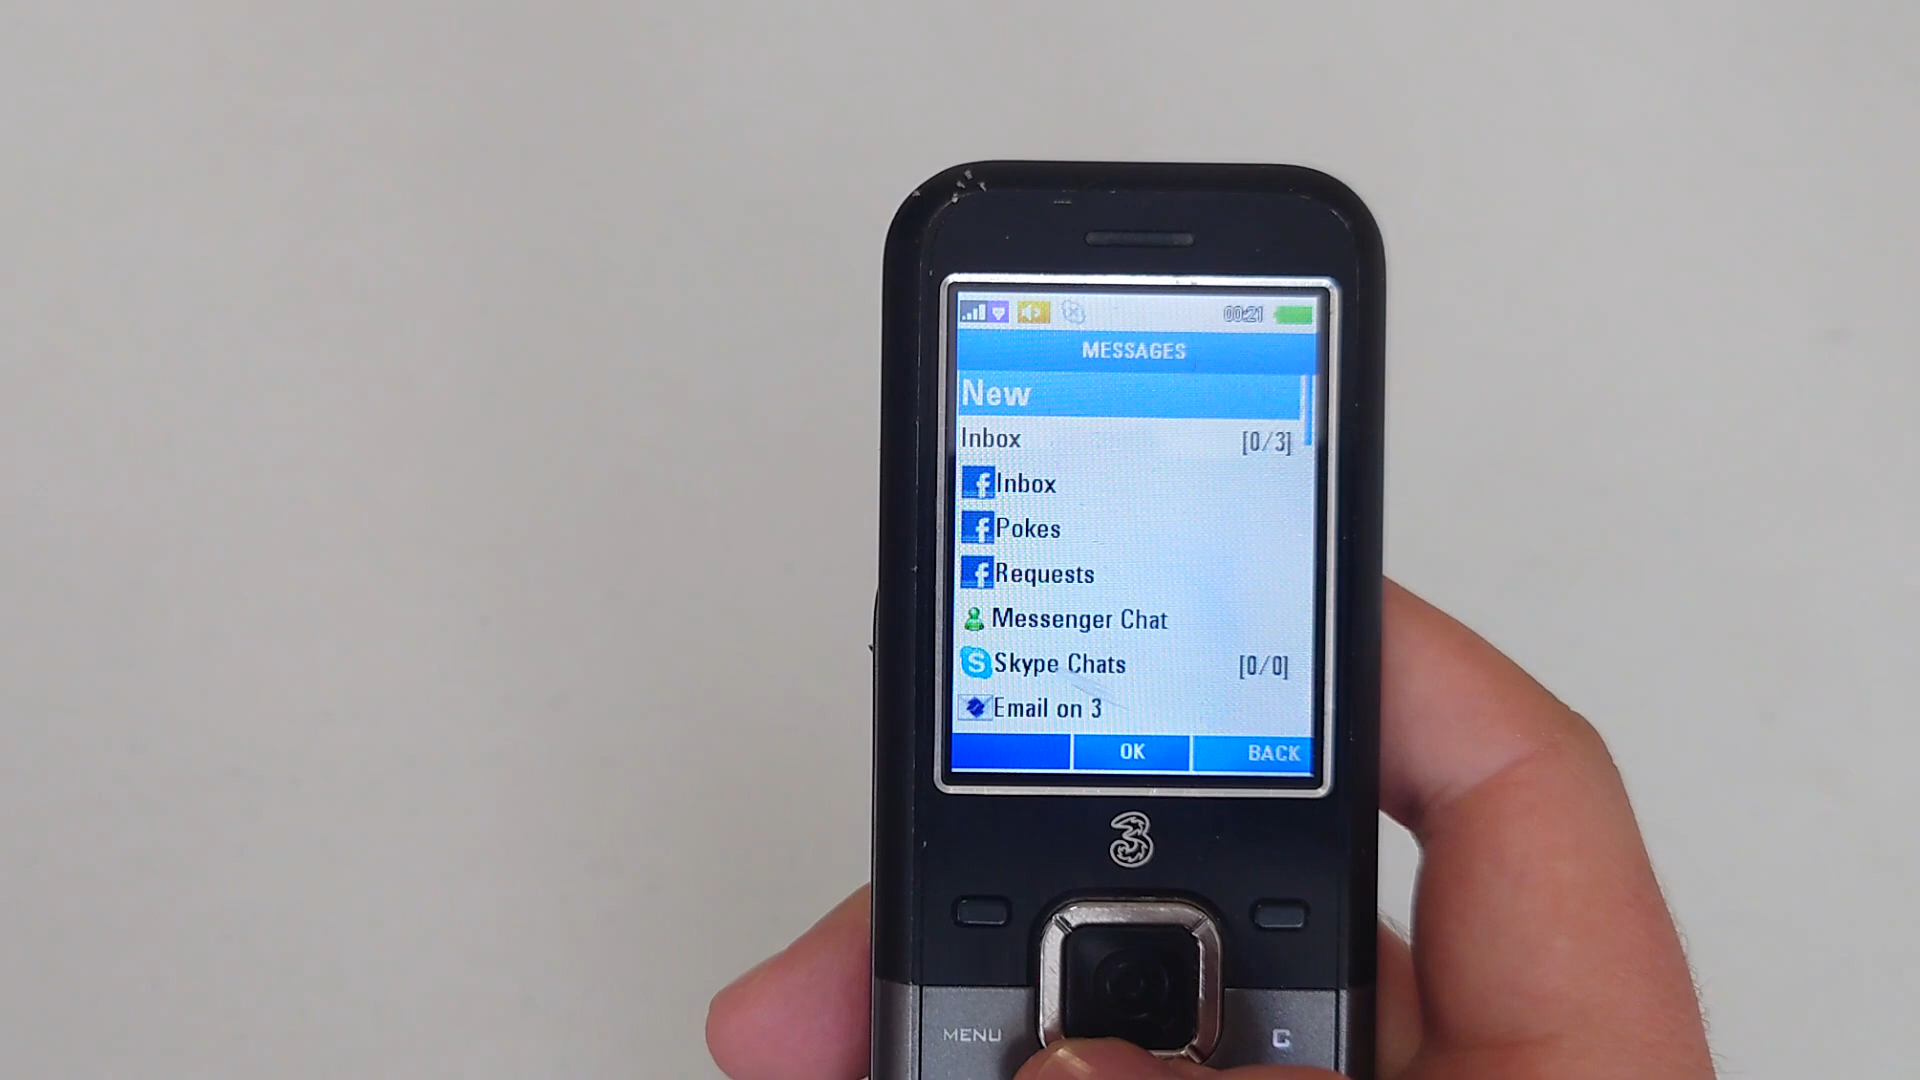 00:21
MESSAGES
New
Inbox [0/3]
Inbox
Pokes
Requests
Messenger Chat
Skype Chats [0/0]
Email on 3
OK BACK
3
MENU C